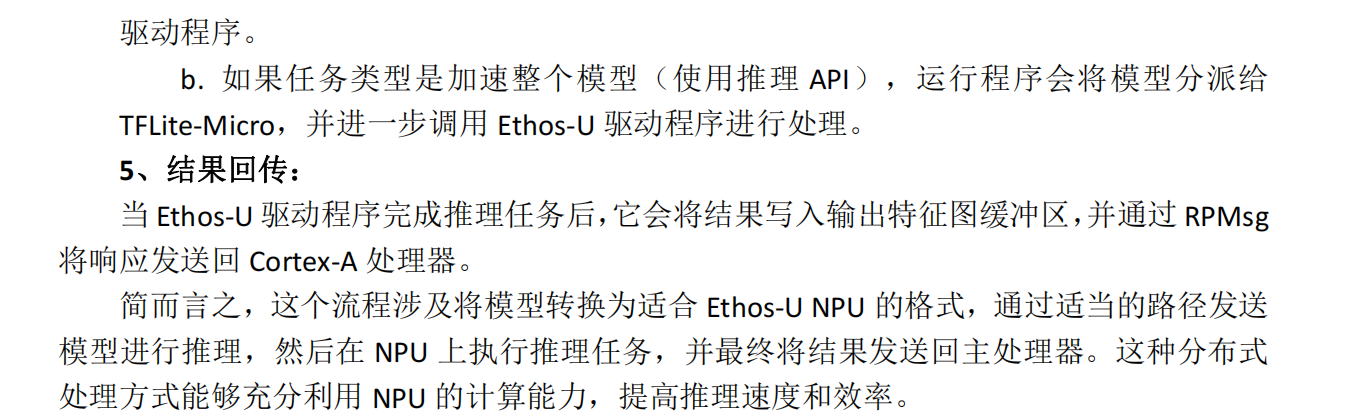 驱动程序。
b. 如果任务类型是加速整个模型（使用推理 API），运行程序会将模型分派给
TFLite-Micro，并进一步调用 Ethos-U 驱动程序进行处理。
5、结果回传：
当 Ethos-U 驱动程序完成推理任务后，它会将结果写入输出特征图缓冲区，并通过 RPMsg
将响应发送回 Cortex-A 处理器。
简而言之，这个流程涉及将模型转换为适合 Ethos-U NPU 的格式，通过适当的路径发送
模型进行推理，然后在 NPU 上执行推理任务，并最终将结果发送回主处理器。这种分布式
处理方式能够充分利用 NPU 的计算能力，提高推理速度和效率。